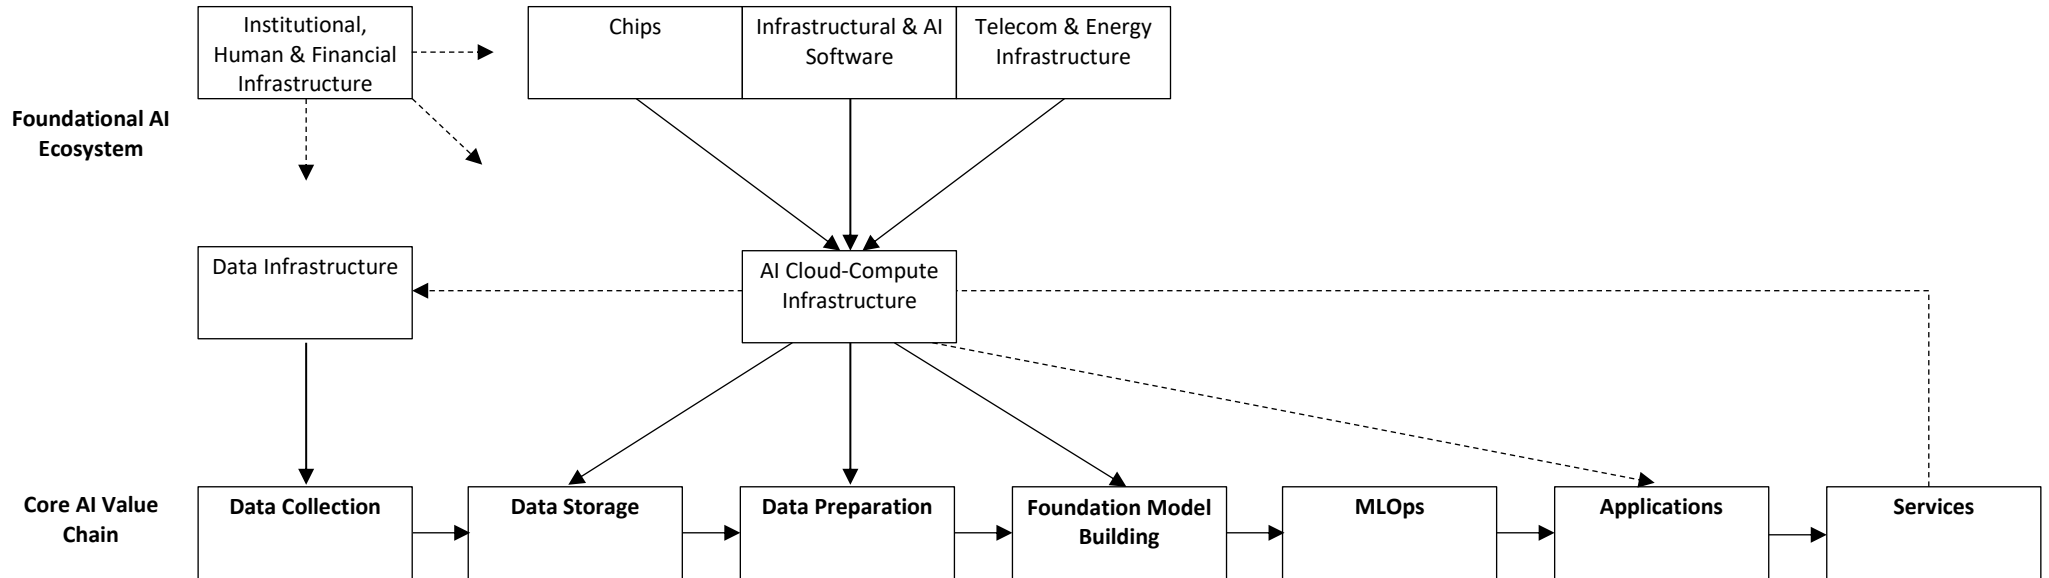 Institutional,
Human & Financial
Infrastructure
Chips
Infrastructural & AI
Software
Telecom & Energy
Infrastructure
Foundational AI
Ecosystem
Data Infrastructure
AI Cloud-Compute
Infrastructure
Core AI Value
Chain
Data Collection
Data Storage
Data Preparation
Foundation Model
Building
MLOps
Applications
Services